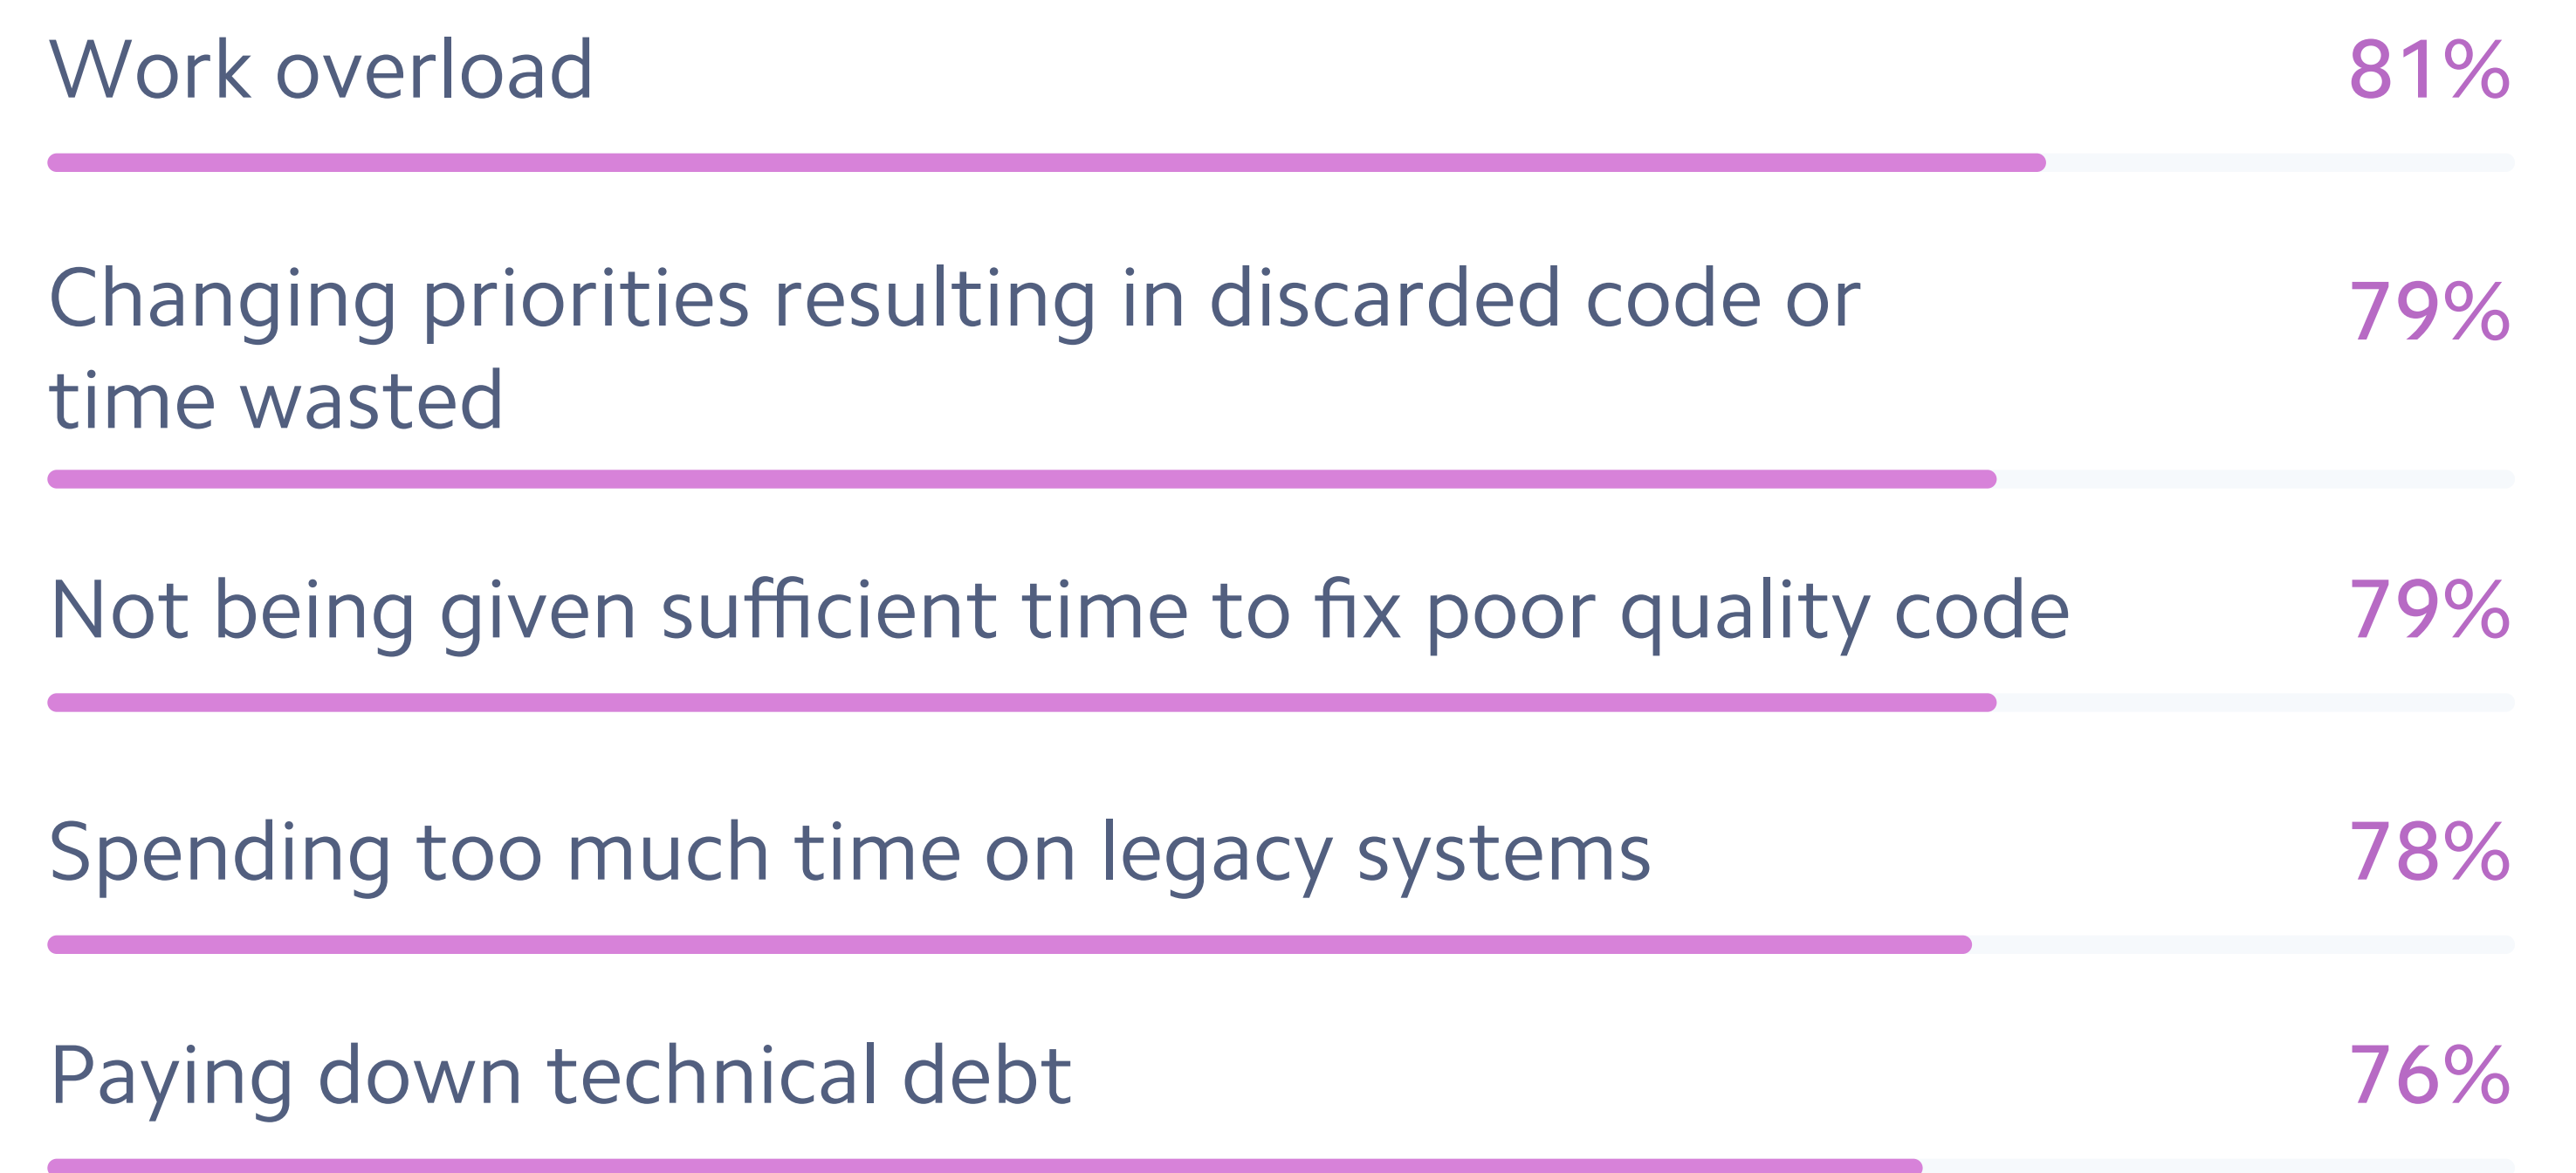 Work overload 81%
Changing priorities resulting in discarded code or 79%
time wasted
Not being given sufficient time to fix poor quality code 79%
Spending too much time on legacy systems 78%
Paying down technical debt 76%